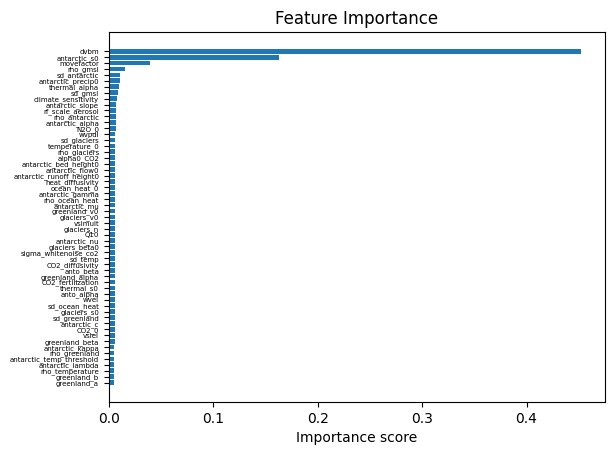 Feature Importance
dvbm
antarctic_s0
movefactor
rho_gmsl
sd_antarctic
antarctic_precip0
thermal_alpha
sd_gmsl
climate_sensitivity
antarctic_slope
rf_scale_aerosol
rho_antarctic
antarctic_alpha
N2O_0
wvpdl
sd_glaciers
temperature_0
rho_glaciers
alpha0_CO2
antarctic_bed_height0
antarctic_flow0
antarctic_runoff_height0
heat_diffusivity
ocean_heat_0
antarctic_gamma
rho_ocean_heat
antarctic_mu
greenland_v0
glaciers_v0
vslmult
glaciers_n
Q10
antarctic_nu
glaciers_beta0
sigma_whitenoise_co2
sd_temp
CO2_diffusivity
anto_beta
greenland_alpha
CO2_fertilization
thermal_s0
anto_alpha
wvel
sd_ocean_heat
glaciers_s0
sd_greenland
antarctic_c
CO2_0
vsfel
greenland_beta
antarctic_kappa
rho_greenland
antarctic_temp_threshold
antarctic_lambda
rho_temperature
greenland_b
greenland_a
0.0 0.1 0.2 0.3 0.4
Importance score